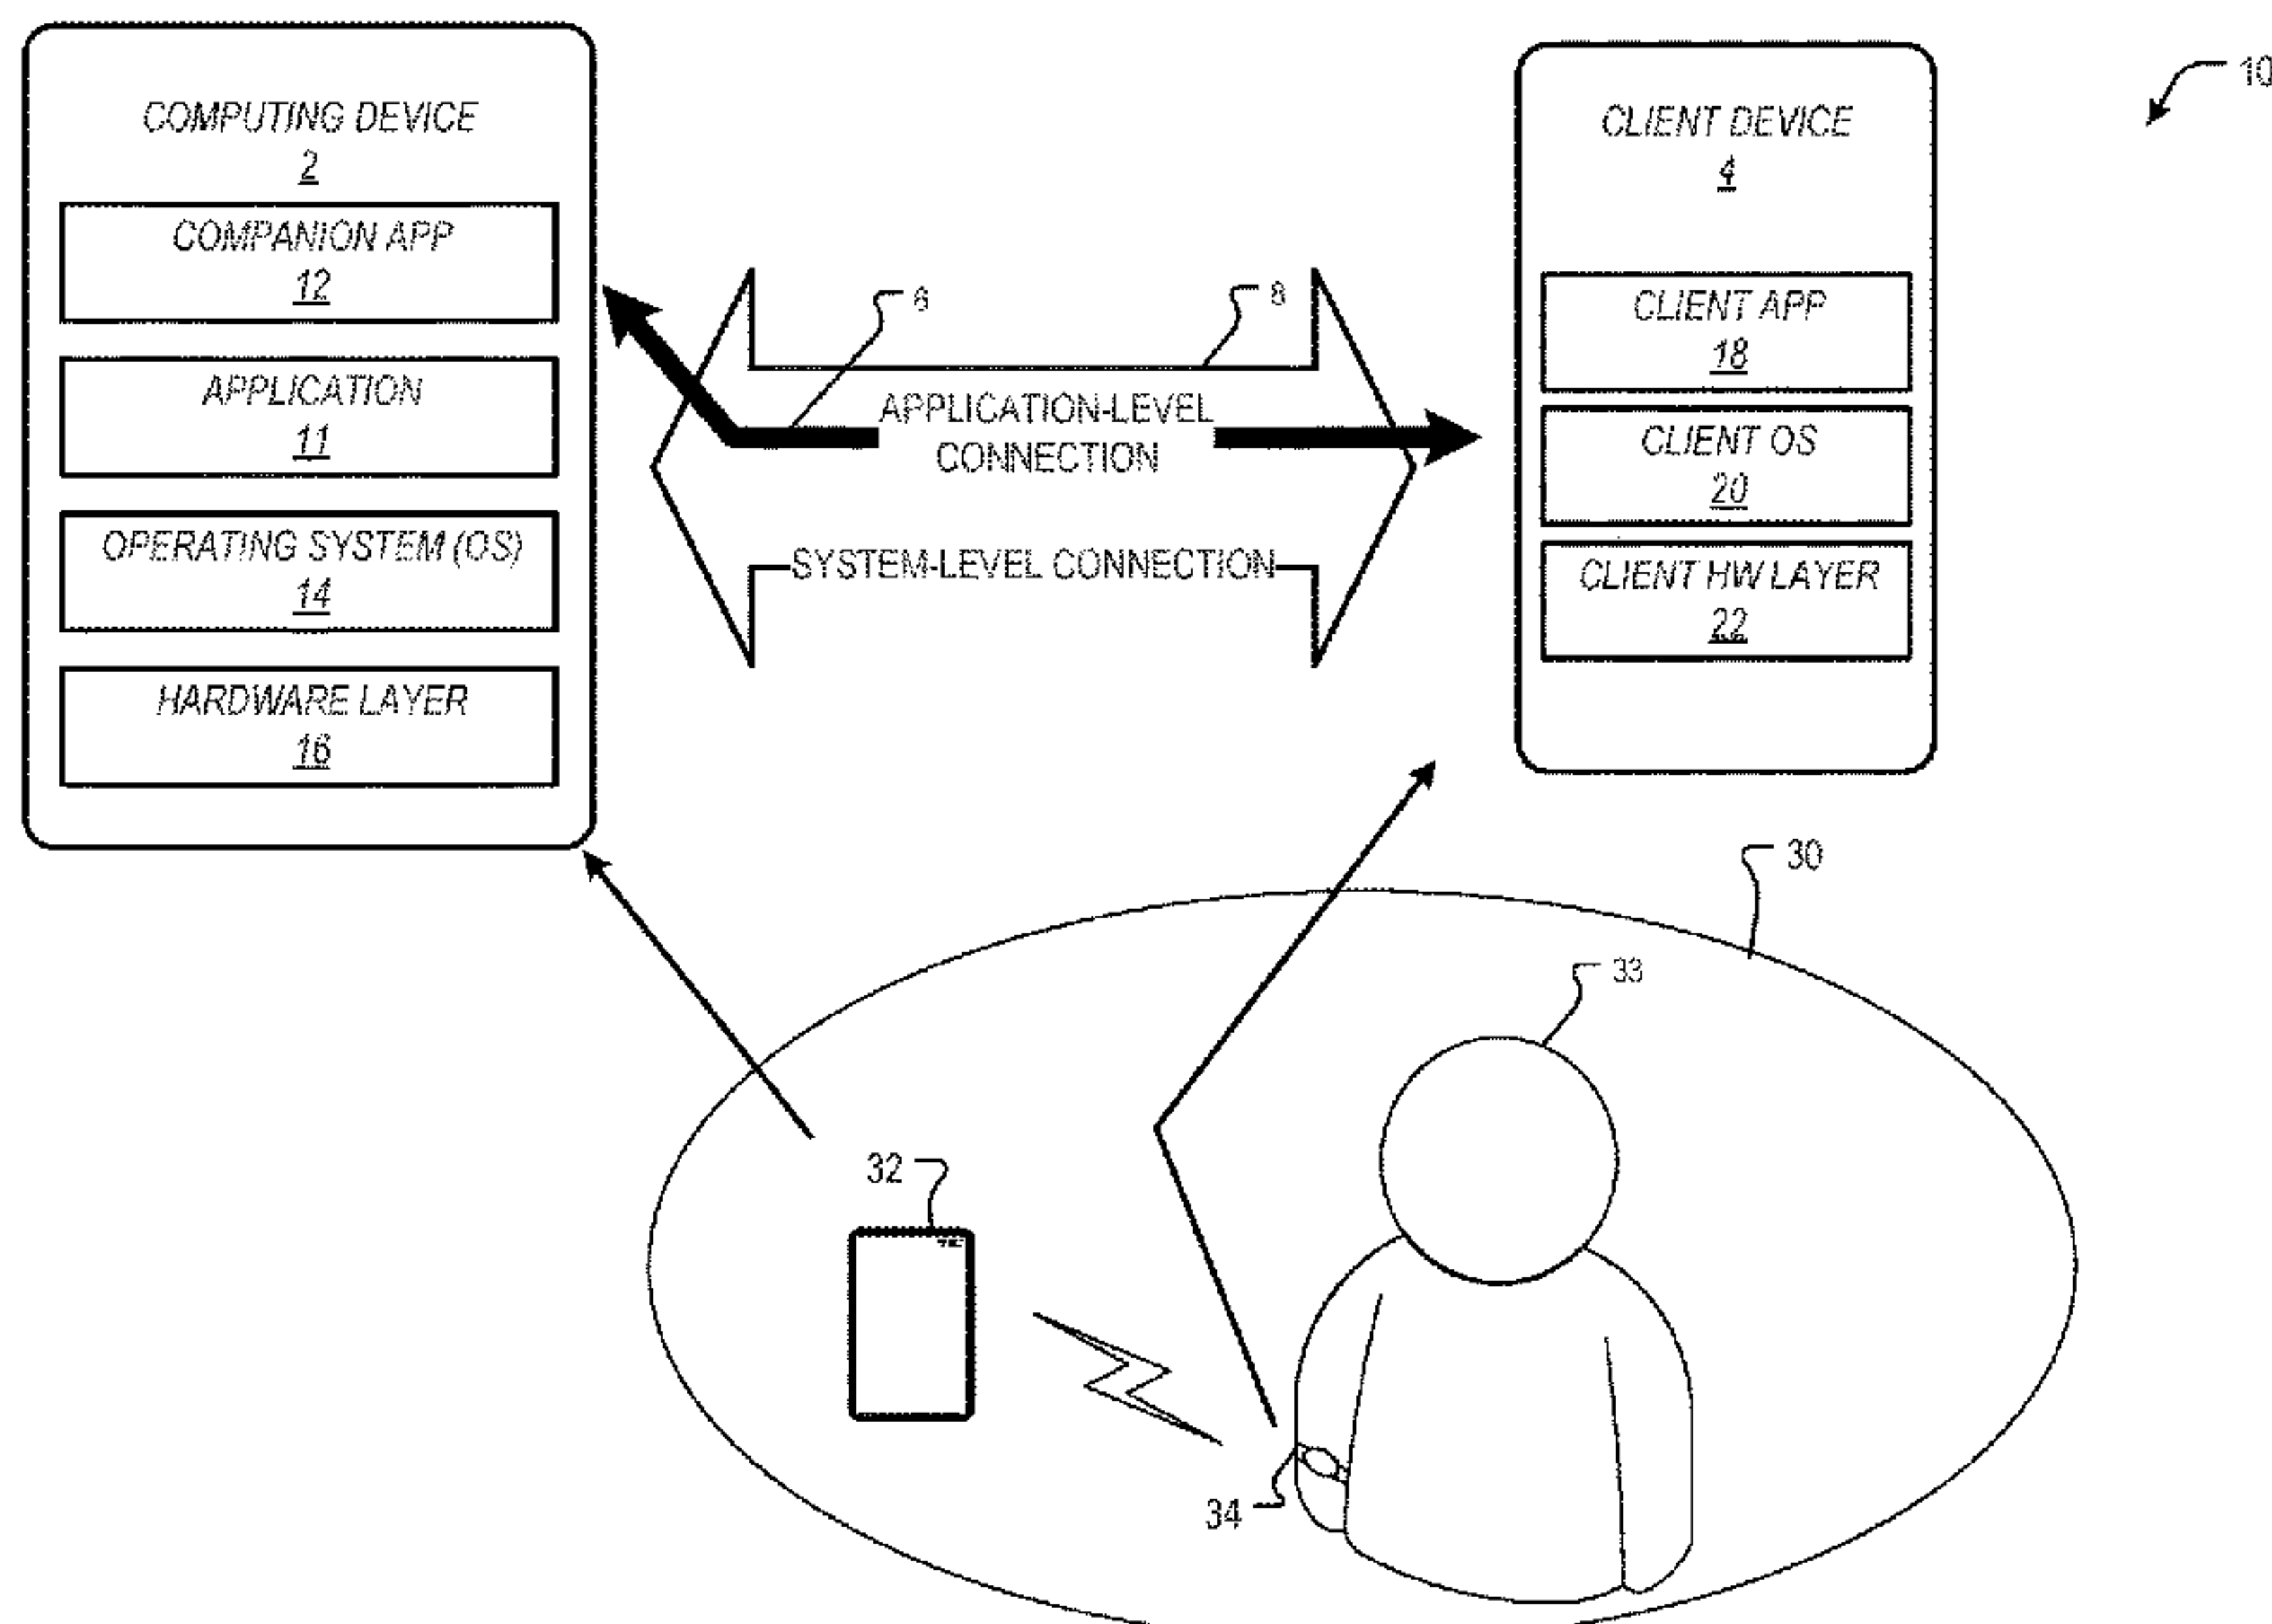 COMPUTING DEVICE
2
COMPANION APP
12
APPLICATION
11
OPERATING SYSTEM (OS)
14
HARDWARE LAYER
16
6
8
APPLICATION-LEVEL
CONNECTION
SYSTEM-LEVEL CONNECTION
CLIENT DEVICE
4
CLIENT APP
18
CLIENT OS
20
CLIENT HW LAYER
22
10
30
33
32
34